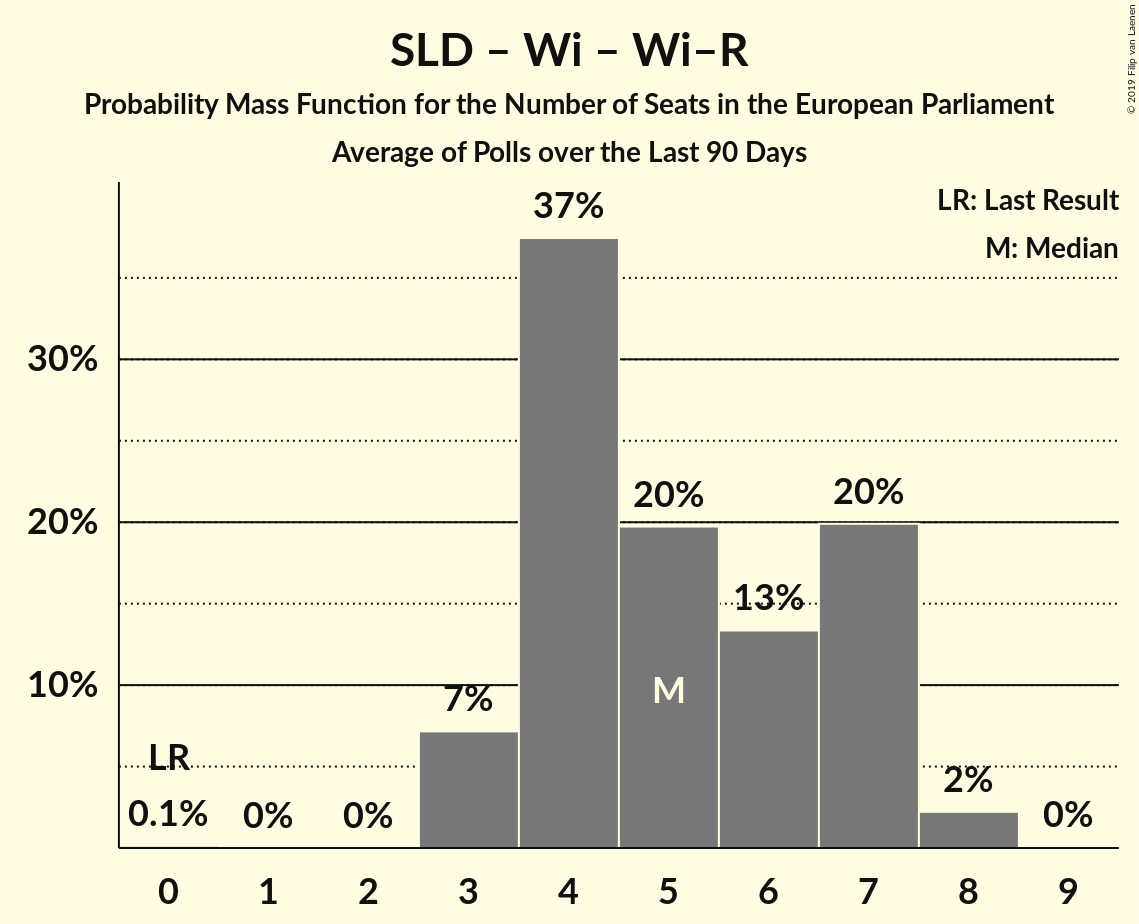 SLD – Wi – Wi–R
Probability Mass Function for the Number of Seats in the European Parliament
Average of Polls over the Last 90 Days
© 2019 Filip van Laenen
LR: Last Result
M: Median
37%
30%
20%
20%
20%
13%
10%
7%
M
LR
2%
0.1%
0%
0%
0%
0 1 2 3 4 5 6 7 8 9